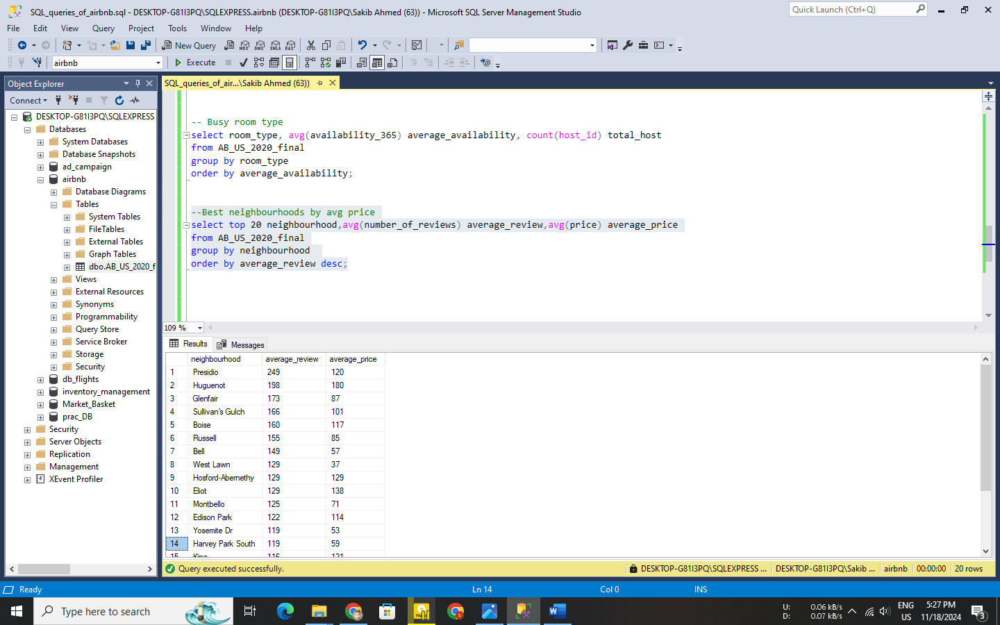 SQL_queries_of_airbnb.sql - DESKTOP-G81I3PQ\SQLEXPRESS.airbnb (DESKTOP-G81I3PQ\Sakib Ahmed (63)) - Microsoft SQL Server Management Studio
Quick Launch (Ctrl+Q)
File Edit View Query Project Tools Window Help
New Query MDX DMX XMLA DAX
airbnb Execute
Object Explorer
SQL_queries_of_air...\Sakib Ahmed (63))
Connect
DESKTOP-G81I3PQ\SQLEXPRESS
Databases
System Databases
Database Snapshots
ad_campaign
airbnb
Database Diagrams
Tables
System Tables
FileTables
External Tables
Graph Tables
dbo.AB_US_2020_f
Views
External Resources
Synonyms
Programmability
Query Store
Service Broker
Storage
Security
db_flights
inventory_management
Market_Basket
prac_DB
Security
Server Objects
Replication
Management
XEvent Profiler
-- Busy room type
select room_type, avg(availability_365) average_availability, count(host_id) total_host
from AB_US_2020_final
group by room_type
order by average_availability;
--Best neighbourhoods by avg price
select top 20 neighbourhood,avg(number_of_reviews) average_review,avg(price) average_price
from AB_US_2020_final
group by neighbourhood
order by average_review desc;
109 %
Results Messages
neighbourhood average_review average_price
1 Presidio 249 120
2 Huguenot 198 180
3 Glenfair 173 87
4 Sullivan's Gulch 166 101
5 Boise 160 117
6 Russell 155 85
7 Bell 149 57
8 West Lawn 129 37
9 Hosford-Abernethy 129 129
10 Eliot 129 138
11 Montbello 125 71
12 Edison Park 122 114
13 Yosemite Dr 119 53
14 Harvey Park South 119 59
15 King 116 121
Query executed successfully. DESKTOP-G81I3PQ\SQLEXPRESS ... DESKTOP-G81I3PQ\Sakib ... airbnb 00:00:00 20 rows
Ready Ln 14 Col 0 INS
Type here to search
U: 0.06 kB/s
D: 0.07 kB/s
ENG
US
5:27 PM
11/18/2024
3